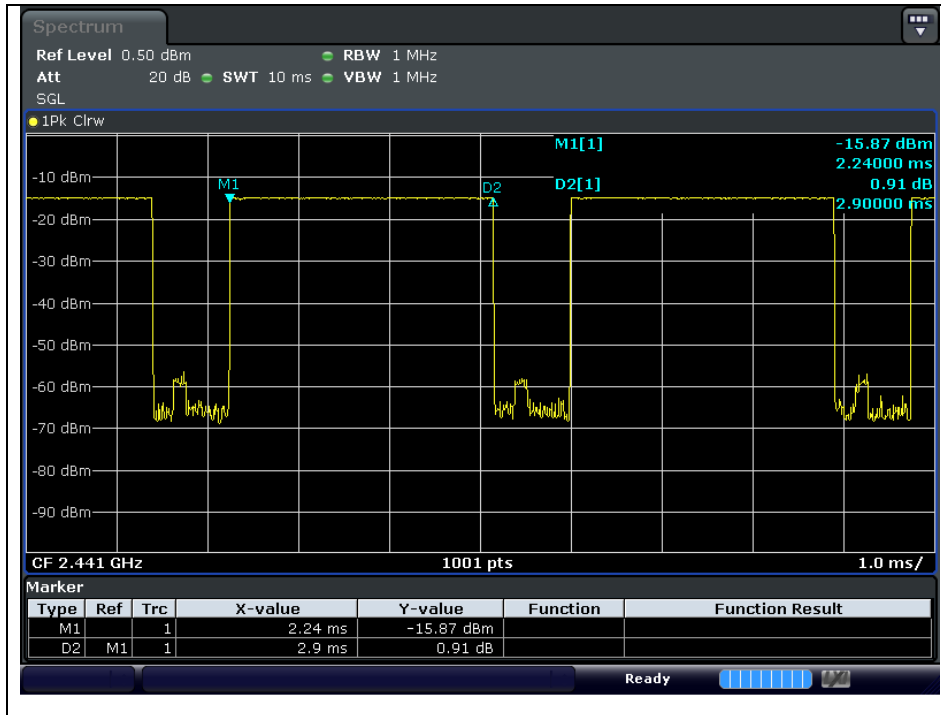 Spectrum
Ref Level 0.50 dBm RBW 1 MHz
Att 20 dB SWT 10 ms VBW 1 MHz
SGL
1Pk Clrw
M1[1] -15.87 dBm
2.24000 ms
D2[1] 0.91 dB
2.90000 ms
M1
D2
-10 dBm
-20 dBm
-30 dBm
-40 dBm
-50 dBm
-60 dBm
-70 dBm
-80 dBm
-90 dBm
CF 2.441 GHz 1001 pts 1.0 ms/
Marker
Type Ref Trc X-value Y-value Function Function Result
M1 1 2.24 ms -15.87 dBm
D2 M1 1 2.9 ms 0.91 dB
Ready